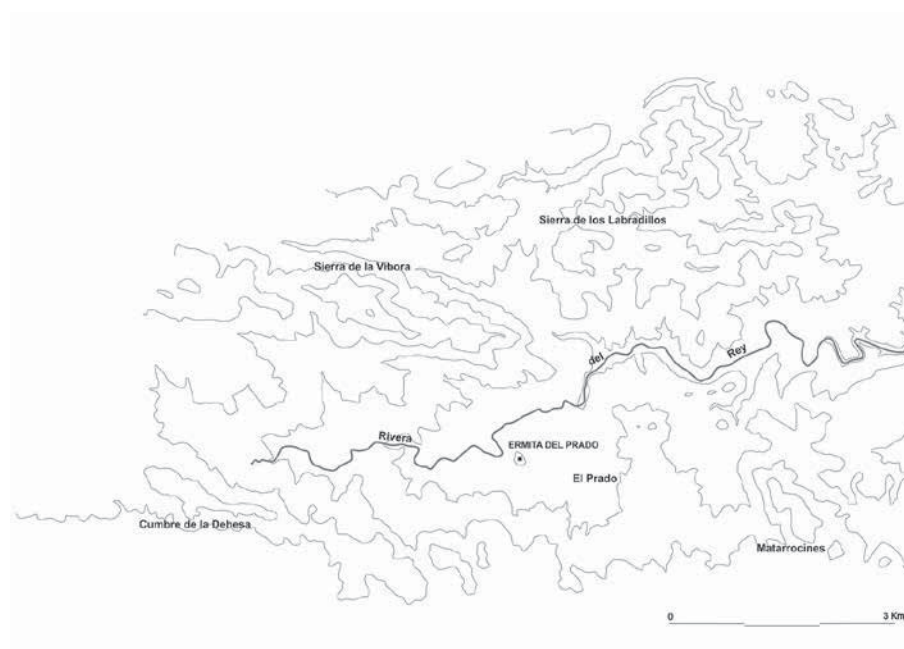 Sierra de los Labradillos
Sierra de la Vibora
Rivera del Rey
ERMITA DEL PRADO
El Prado
Cumbre de la Dehesa
Matarrocines
0 3 Km